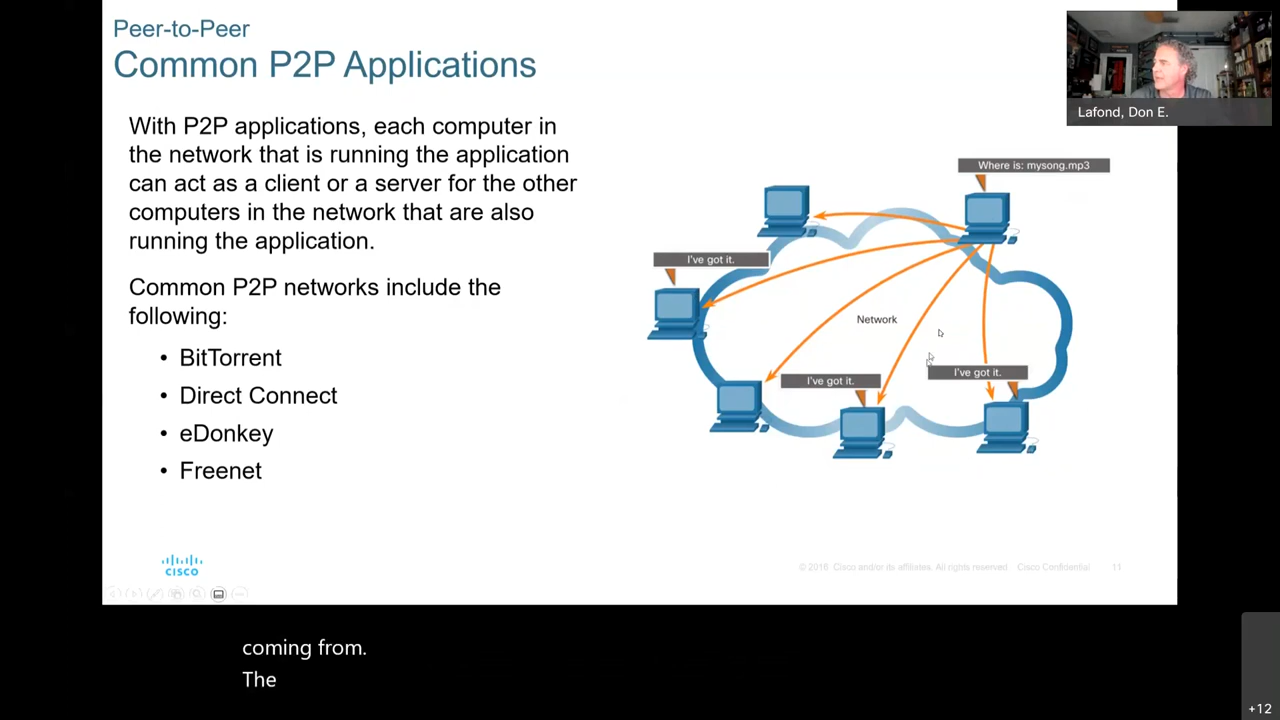 Peer-to-Peer
Common P2P Applications
With P2P applications, each computer in
the network that is running the application
can act as a client or a server for the other
computers in the network that are also
running the application.
Common P2P networks include the
following:
• BitTorrent
• Direct Connect
• eDonkey
• Freenet
Lafond, Don E.
Where is: mysong.mp3
I've got it.
Network
I've got it.
I've got it.
CISCO
© 2016 Cisco and/or its affiliates. All rights reserved. Cisco Confidential 11
coming from.
The
+12